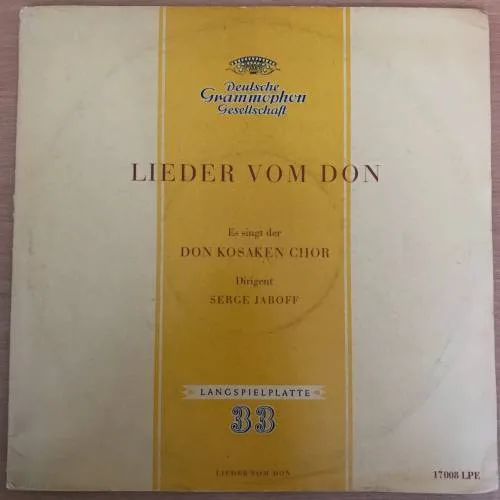 Deutsche
Grammophon
Gesellschaft
LIEDER VOM DON
Es singt der
DON KOSAKEN CHOR
Dirigent
SERGE JAROFF
LANGSPIELPLATTE
33
LIEDER VOM DON
17008 LPE